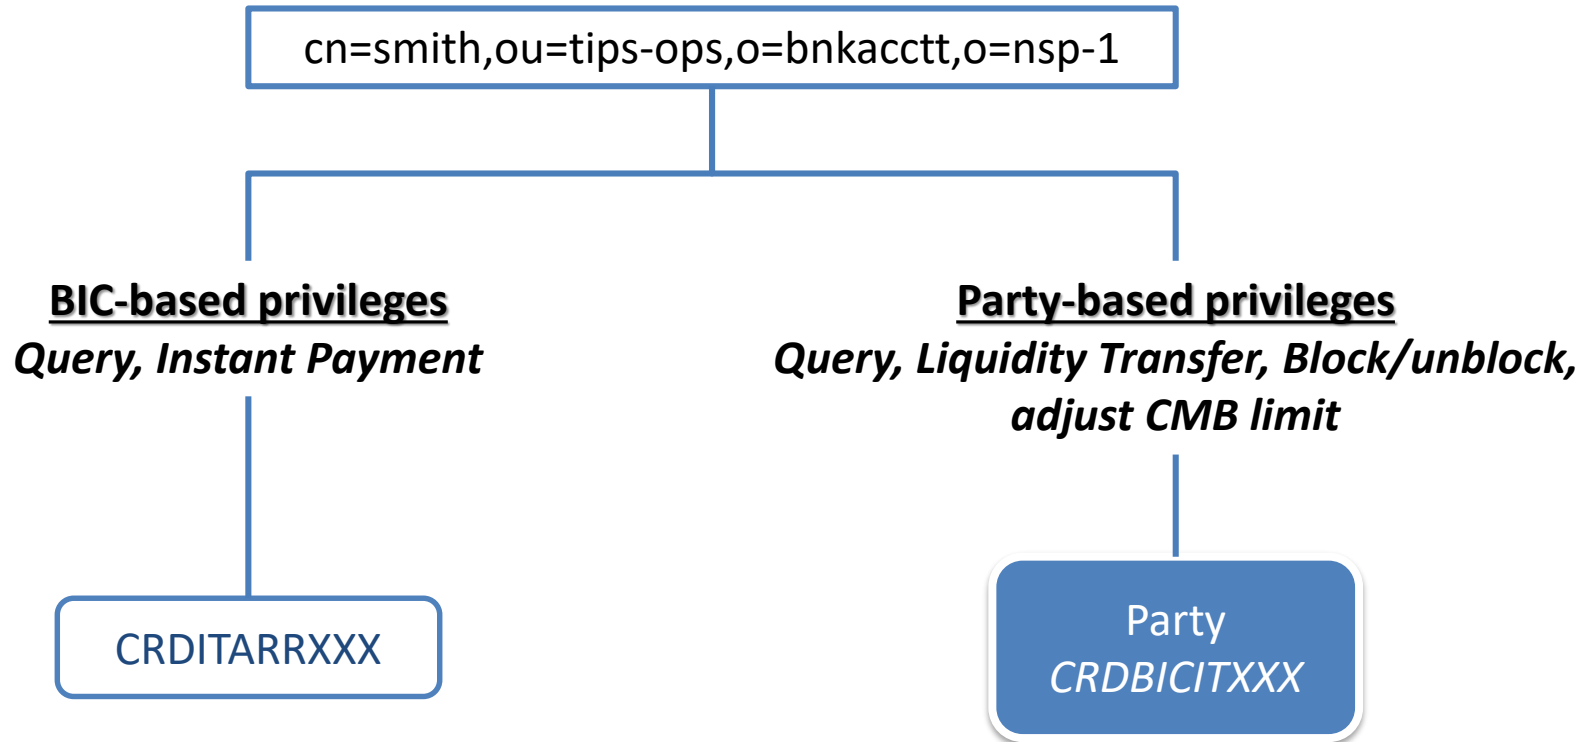 cn=smith,ou=tips-ops,o=bnkacctt,o=nsp-1
BIC-based privileges
Query, Instant Payment
CRDITARRXXX
Party-based privileges
Query, Liquidity Transfer, Block/unblock,
adjust CMB limit
Party
CRDBICITXXX